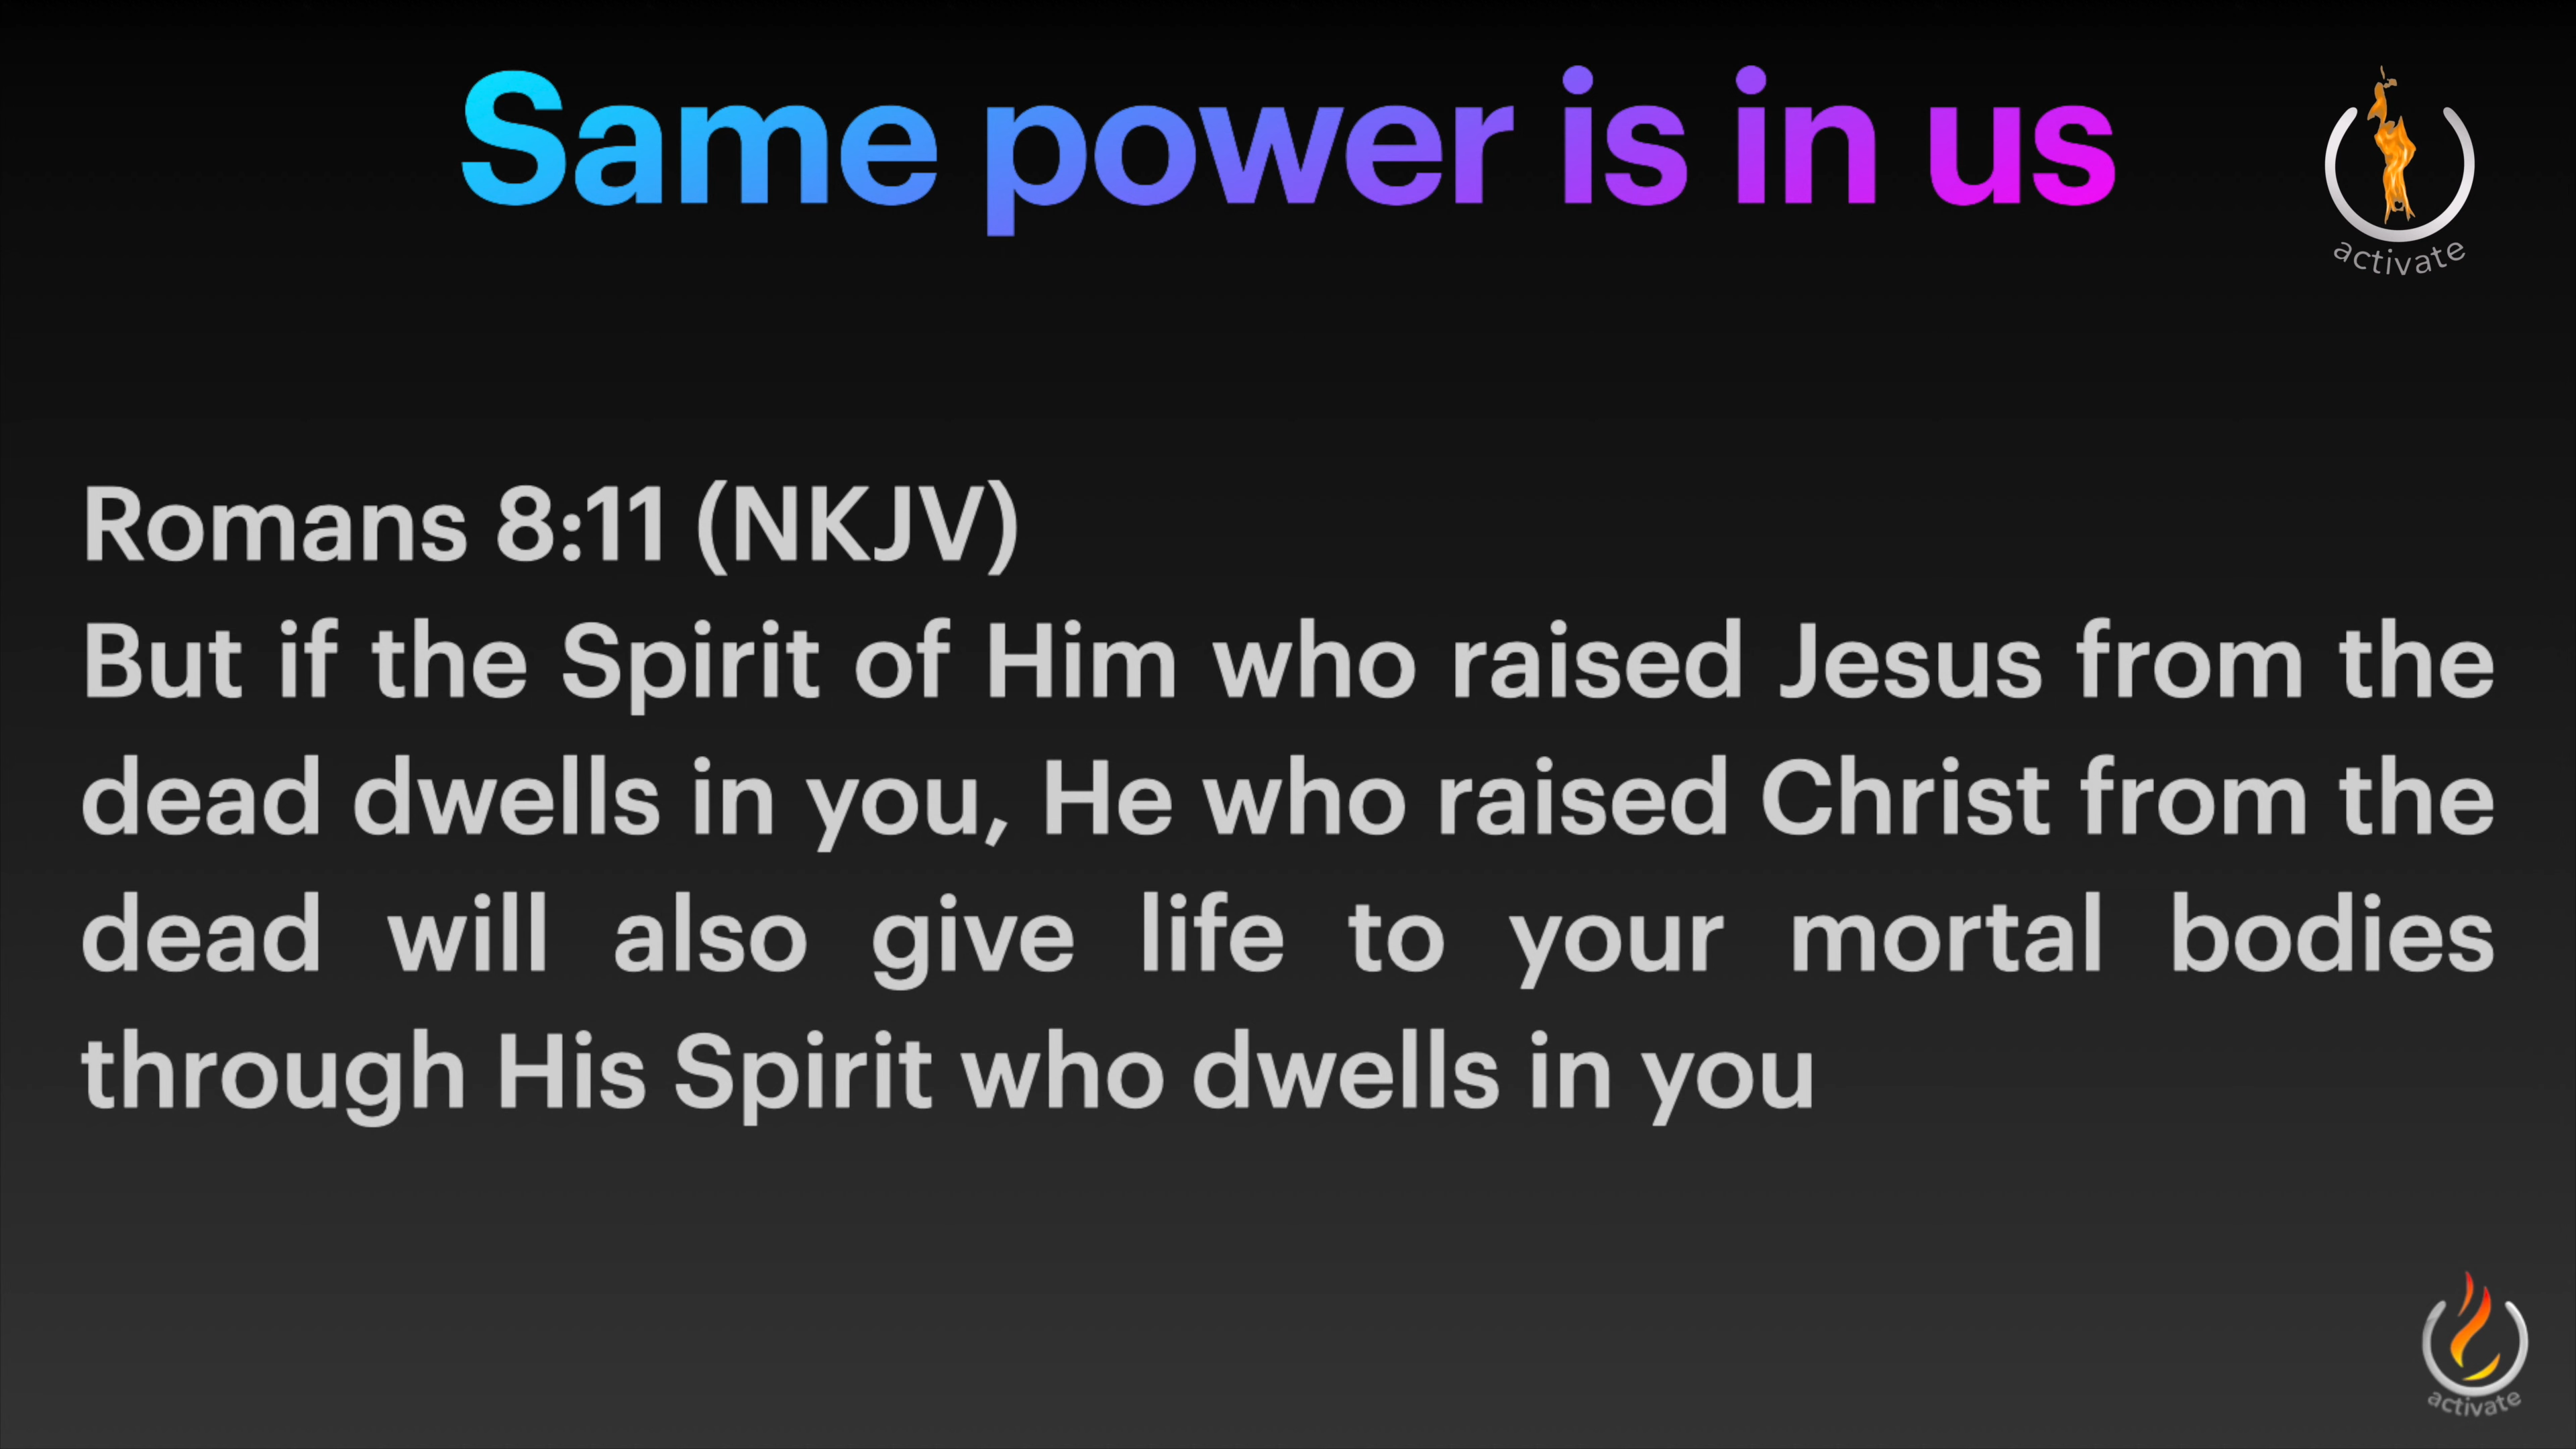 Same power is in us
activate
Romans 8:11 (NKJV)
But if the Spirit of Him who raised Jesus from the
dead dwells in you, He who raised Christ from the
dead will also give life to your mortal bodies
through His Spirit who dwells in you
activate